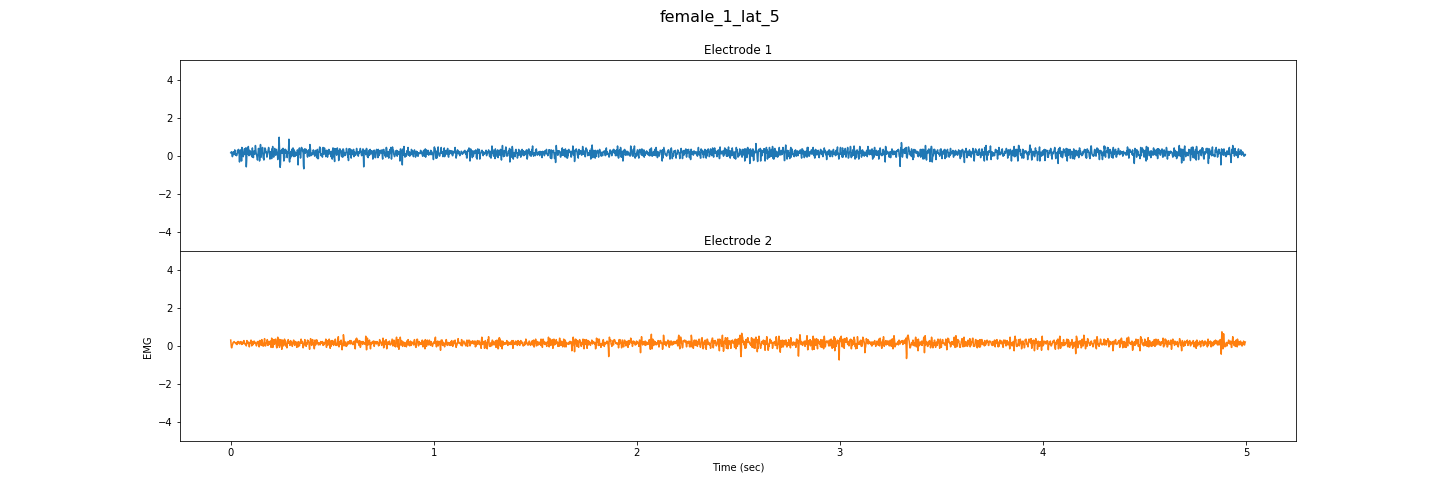 female_1_lat_5
Electrode 1
4
2
0
−2
−4
Electrode 2
4
2
0
−2
−4
EMG
0 1 2 3 4 5
Time (sec)